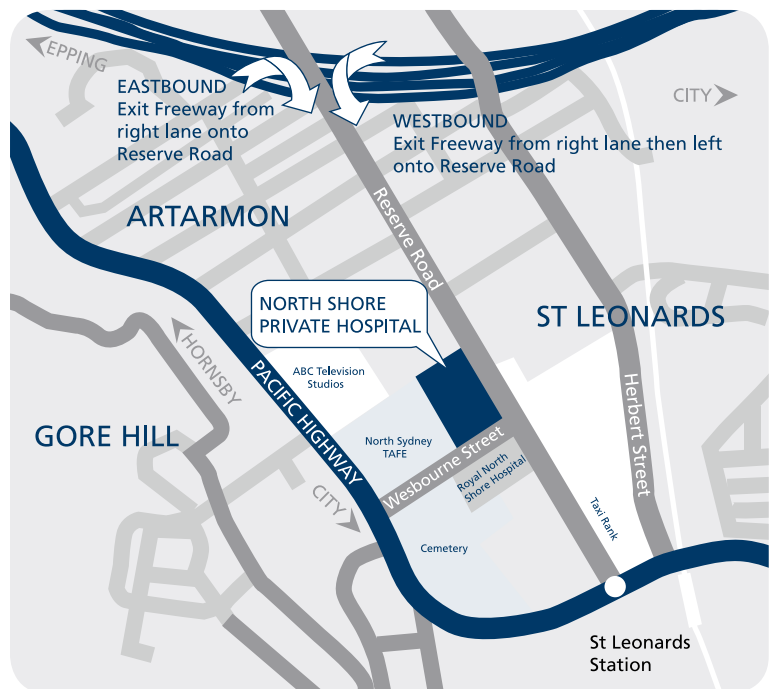 EPPING
EASTBOUND
Exit Freeway from
right lane onto
Reserve Road
CITY
WESTBOUND
Exit Freeway from right lane then left
onto Reserve Road
ARTARMON
Reserve Road
NORTH SHORE
PRIVATE HOSPITAL
ST LEONARDS
HORNSBY
PACIFIC HIGHWAY
ABC Television
Studios
GORE HILL
Herbert Street
North Sydney
TAFE
Wesbourne Street
Royal North
Shore Hospital
CITY
Taxi Rank
Cemetery
St Leonards
Station